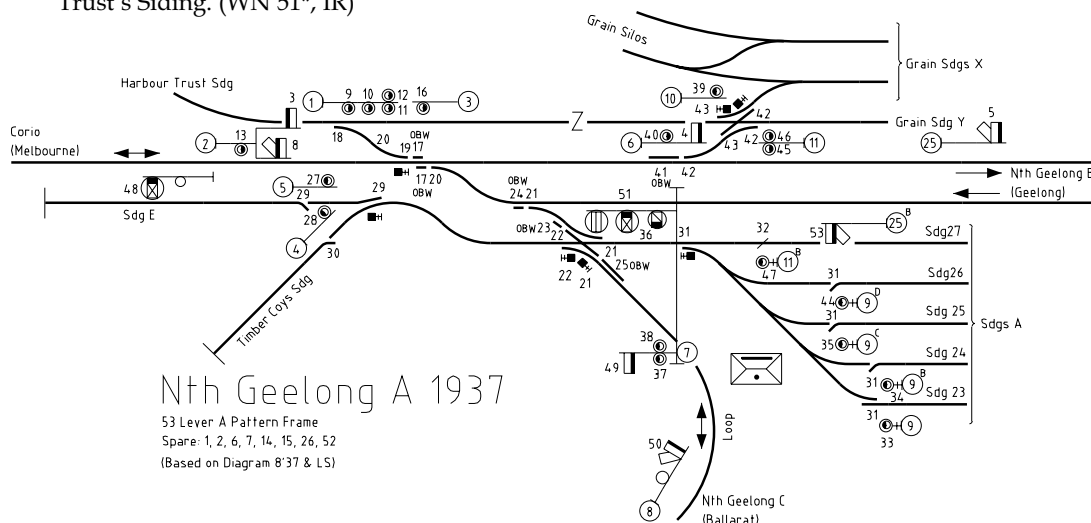 Trust's Siding. (WN 51*, IR)
Grain Silos
Grain Sdgs X
Harbour Trust Sdg
3
1
9
10
12
11
16
3
10
39
43
42
Z
Grain Sdg Y
5
25
Corio
(Melbourne)
2
13
8
18
20
19
OBW
17
6
40
4
43
42
46
45
11
41
42
Nth Geelong B
(Geelong)
17
20
OBW
48
5
27
29
29
OBW
24
21
51
OBW
Sdg E
28
4
30
OBW
23
22
36
31
32
53
25
B
Sdg27
21
25
OBW
22
21
11
B
47
31
Sdg26
44
9
D
31
Sdg 25
Sdgs A
35
9
C
Sdg 24
31
34
9
B
Sdg 23
31
33
9
Timber Coys Sdg
38
37
7
49
Loop
50
8
Nth Geelong C
(Ballarat)
Nth Geelong A 1937
53 Lever A Pattern Frame
Spare: 1, 2, 6, 7, 14, 15, 26, 52
(Based on Diagram 8'37 & LS)